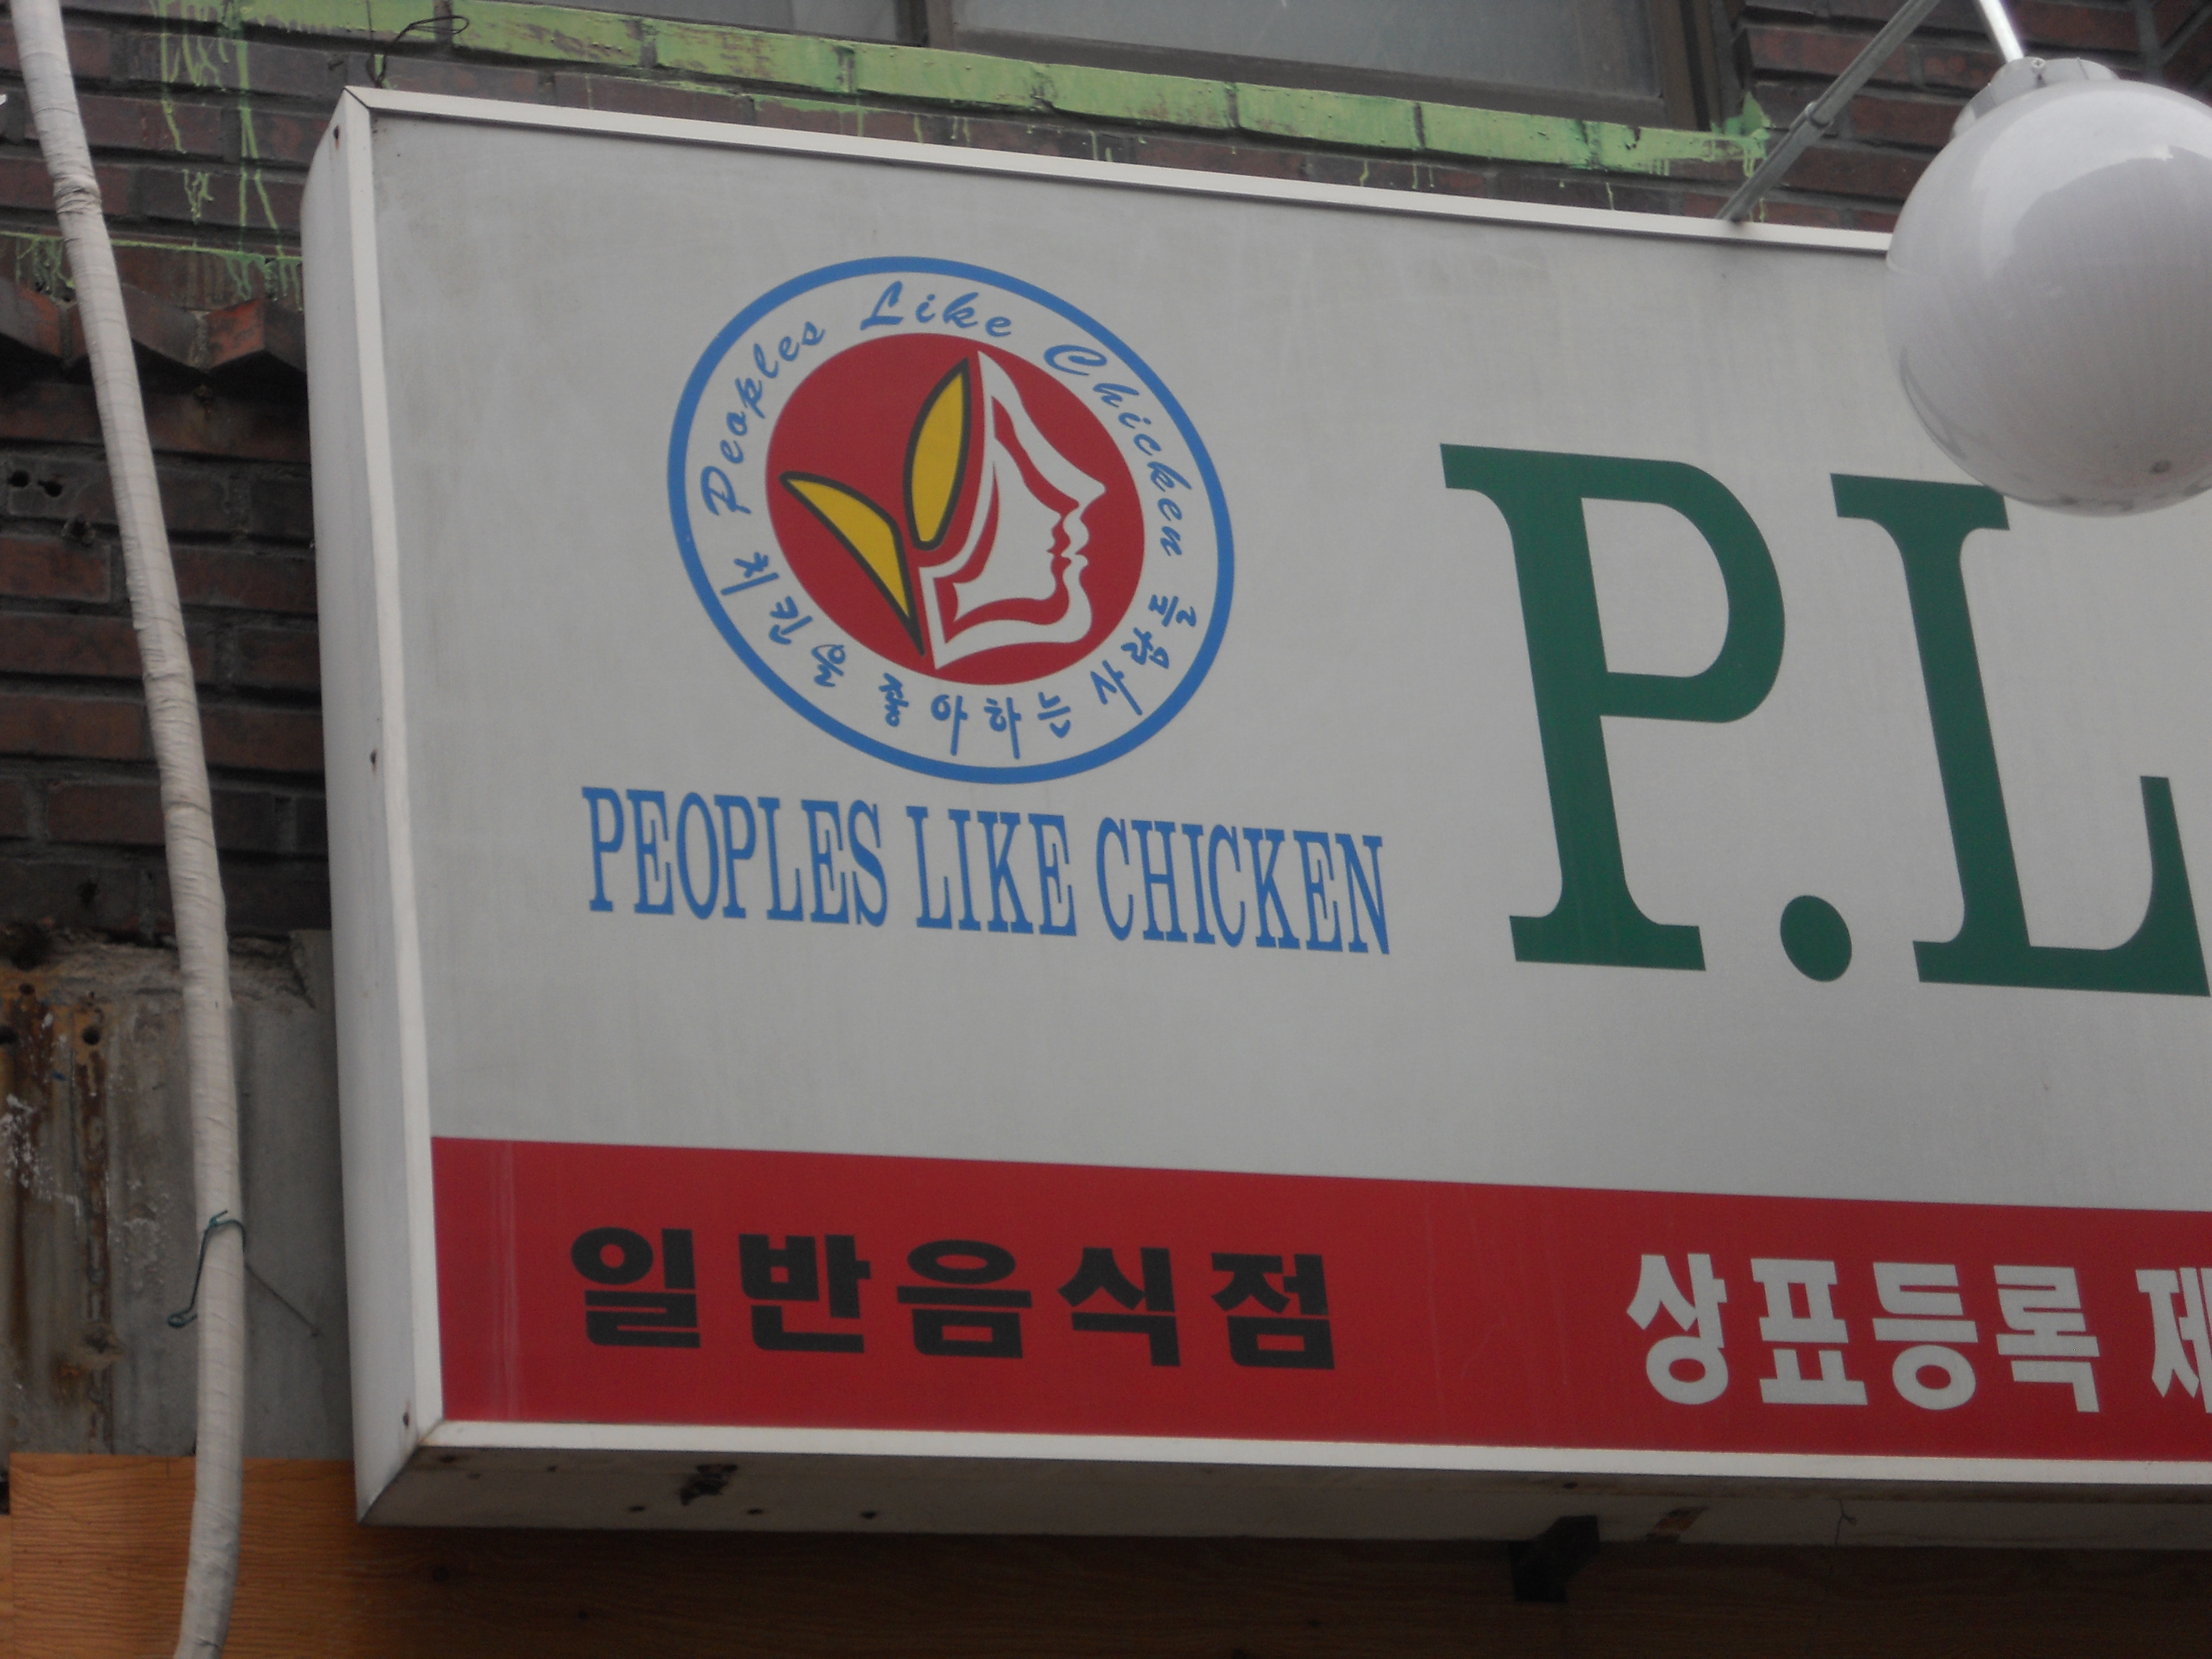 Peoples Like Chicken
치킨을 좋아하는 사람들
PEOPLES LIKE CHICKEN
P.L
일반음식점
상표등록 제